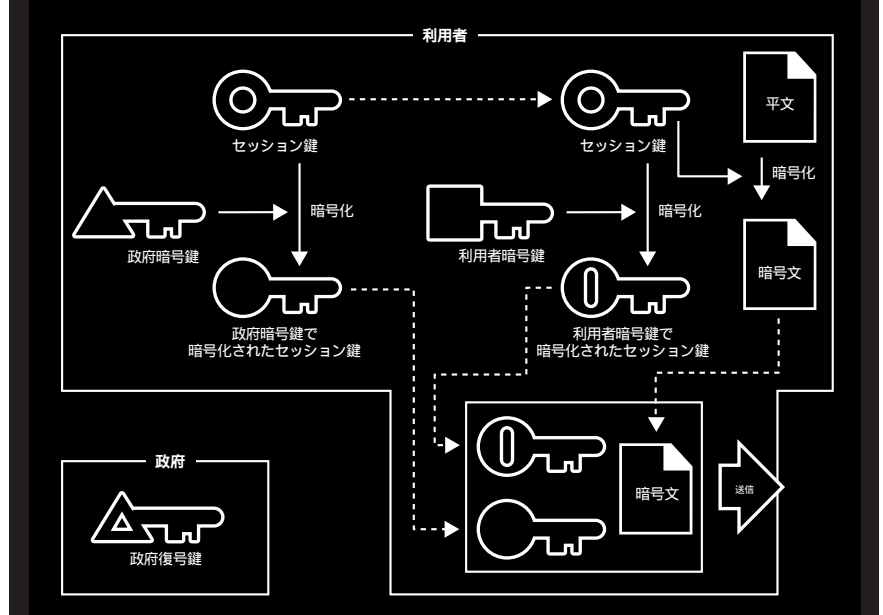 利用者
平文
セッション鍵
セッション鍵
暗号化
暗号化
暗号化
政府暗号鍵
利用者暗号鍵
暗号文
政府暗号鍵で
暗号化されたセッション鍵
利用者暗号鍵で
暗号化されたセッション鍵
政府
暗号文
送信
政府復号鍵